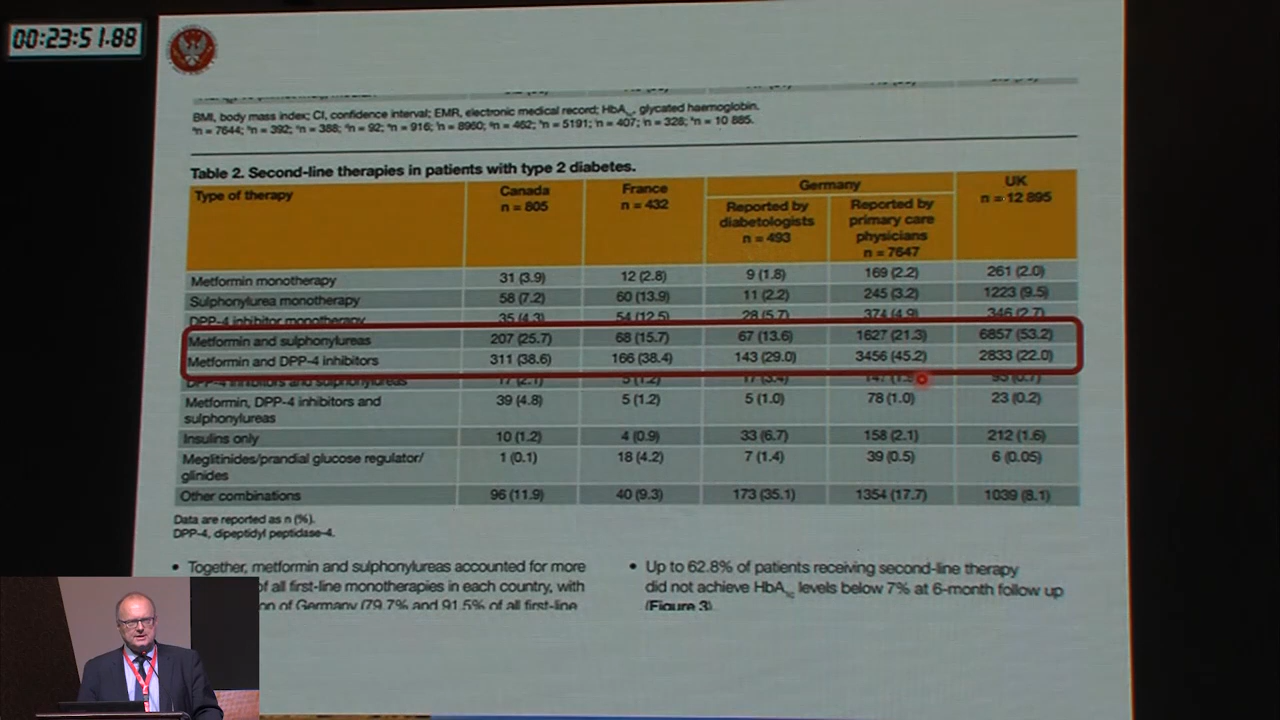 00:23:51.88
BMI, body mass index; CI, confidence interval; EMR, electronic medical record; HbA1c, glycated haemoglobin.
n = 7644; n = 392; n = 388; n = 92; n = 916; n = 8960; n = 462; n = 5191; n = 407; n = 328; n = 10 885.
Table 2. Second-line therapies in patients with type 2 diabetes.
Type of therapy Canada n = 805 France n = 432 Germany UK n = 12 895
Reported by diabetologists n = 493 Reported by primary care physicians n = 7647
Metformin monotherapy 31 (3.9) 12 (2.8) 9 (1.8) 169 (2.2) 261 (2.0)
Sulphonylurea monotherapy 58 (7.2) 60 (13.9) 11 (2.2) 245 (3.2) 1223 (9.5)
DPP-4 inhibitor monotherapy 35 (4.3) 54 (12.5) 28 (5.7) 374 (4.9) 346 (2.7)
Metformin and sulphonylureas 207 (25.7) 68 (15.7) 67 (13.6) 1627 (21.3) 6857 (53.2)
Metformin and DPP-4 inhibitors 311 (38.6) 166 (38.4) 143 (29.0) 3456 (45.2) 2833 (22.0)
DPP-4 inhibitors and sulphonylureas 17 (2.1) 5 (1.2) 17 (3.4) 93 (0.7)
Metformin, DPP-4 inhibitors and 39 (4.8) 5 (1.2) 5 (1.0) 78 (1.0) 23 (0.2)
sulphonylureas
Insulins only 10 (1.2) 4 (0.9) 33 (6.7) 158 (2.1) 212 (1.6)
Meglitinides/prandial glucose regulator/ 1 (0.1) 18 (4.2) 7 (1.4) 39 (0.5) 6 (0.05)
glinides
Other combinations 96 (11.9) 40 (9.3) 173 (35.1) 1354 (17.7) 1039 (8.1)
Data are reported as n (%).
DPP-4, dipeptidyl peptidase-4.
• Together, metformin and sulphonylureas accounted for more
of all first-line monotherapies in each country, with
of Germany (79.7% and 91.5% of all first-line
• Up to 62.8% of patients receiving second-line therapy
did not achieve HbA1c levels below 7% at 6-month follow up
(Figure 3).